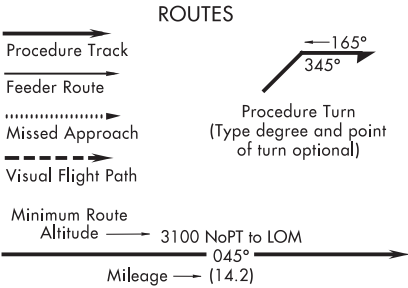 ROUTES
Procedure Track
Feeder Route
Missed Approach
Visual Flight Path
165°
345°
Procedure Turn
(Type degree and point
of turn optional)
Minimum Route
Altitude
3100 NoPT to LOM
045°
Mileage
(14.2)